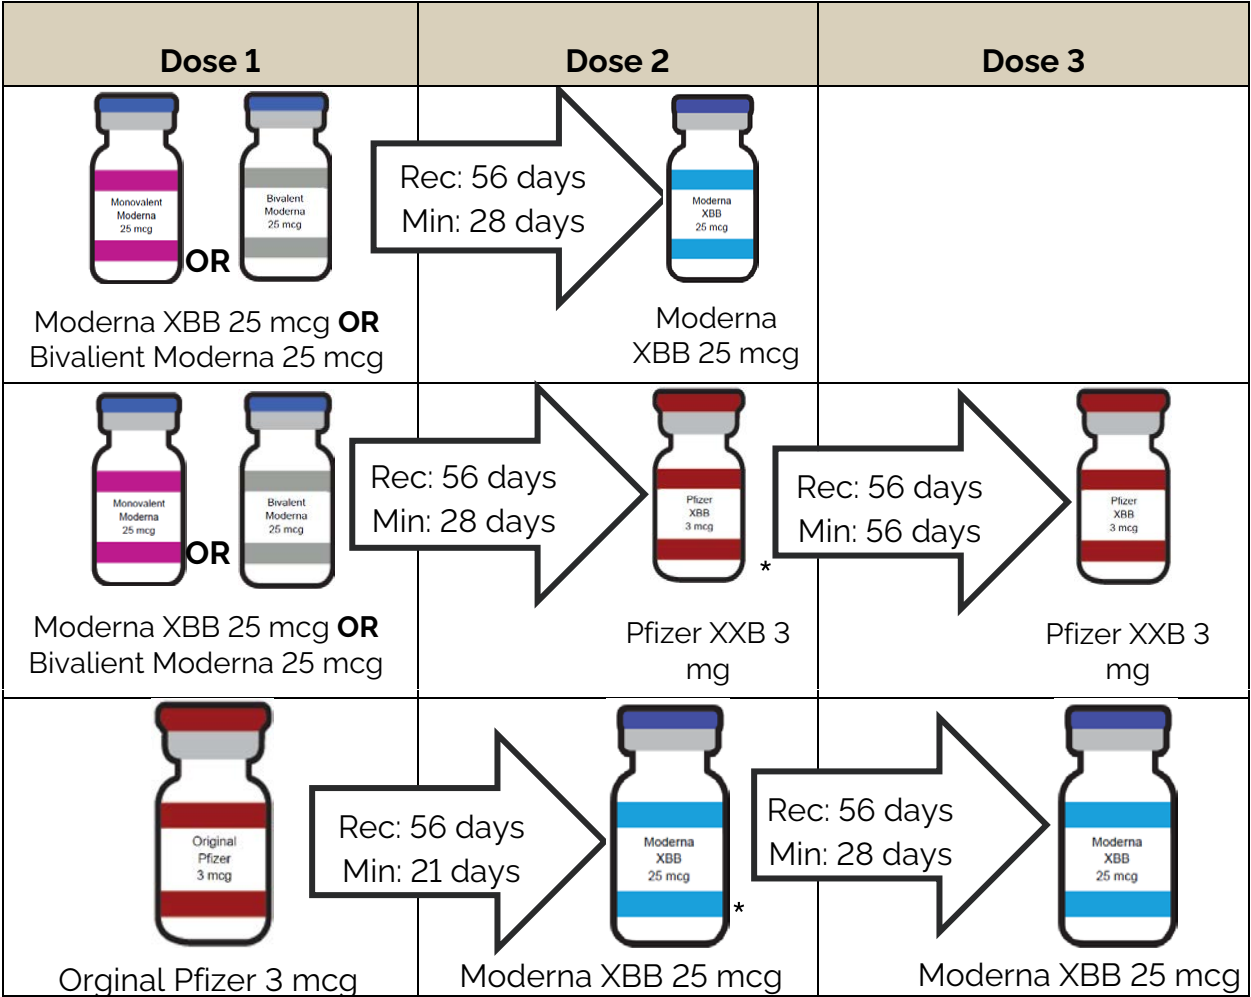 Dose 1
Dose 2
Dose 3
Monovalent
Moderna
25 mcg
OR
Bivalent
Moderna
25 mcg
Rec: 56 days
Min: 28 days
Moderna
XBB
25 mcg
Moderna XBB 25 mcg OR
Bivalient Moderna 25 mcg
Moderna
XBB 25 mcg
Monovalent
Moderna
25 mcg
OR
Bivalent
Moderna
25 mcg
Rec: 56 days
Min: 28 days
Pfizer
XBB
3 mcg
*
Rec: 56 days
Min: 56 days
Pfizer
XBB
3 mcg
Moderna XBB 25 mcg OR
Bivalient Moderna 25 mcg
Pfizer XXB 3
mg
Pfizer XXB 3
mg
Original
Pfizer
3 mcg
Rec: 56 days
Min: 21 days
Moderna
XBB
25 mcg
*
Rec: 56 days
Min: 28 days
Moderna
XBB
25 mcg
Orginal Pfizer 3 mcg
Moderna XBB 25 mcg
Moderna XBB 25 mcg